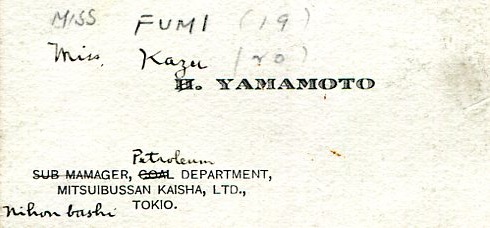 MISS FUMI (19)
Miss. Kazu (20)
H. YAMAMOTO
Petroleum
SUB MAMAGER, COAL DEPARTMENT,
MITSUIBUSSAN KAISHA, LTD.,
Nihon bashi TOKIO.